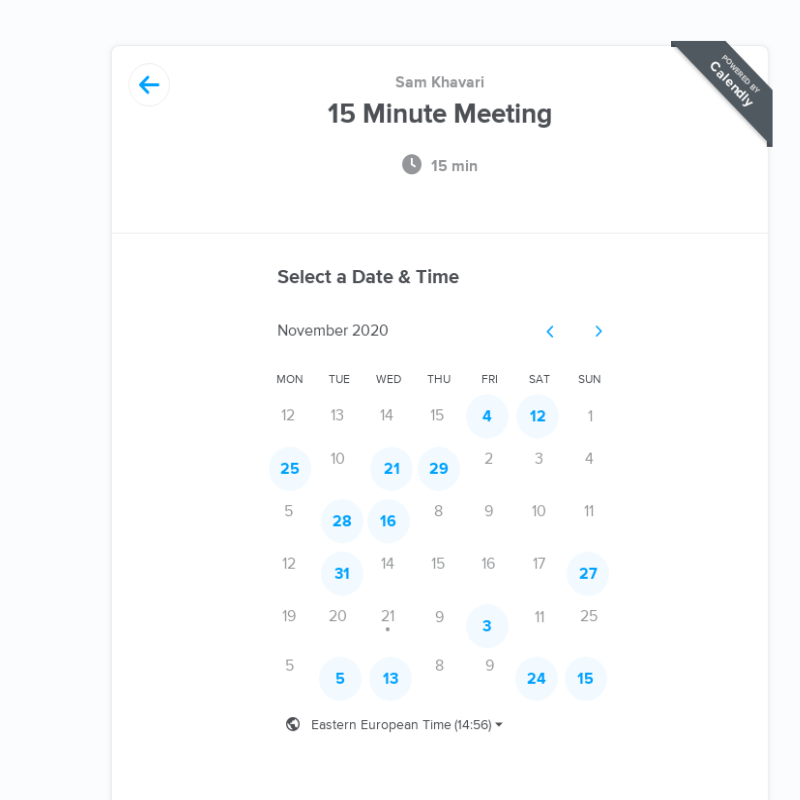 Sam Khavari
POWERED BY
Calendly
15 Minute Meeting
15 min
Select a Date & Time
November 2020
MON TUE WED THU FRI SAT SUN
12 13 14 15 4 12 1
25 10 21 29 2 3 4
5 28 16 8 9 10 11
12 31 14 15 16 17 27
19 20 21 9 3 11 25
5 5 13 8 9 24 15
Eastern European Time (14:56)